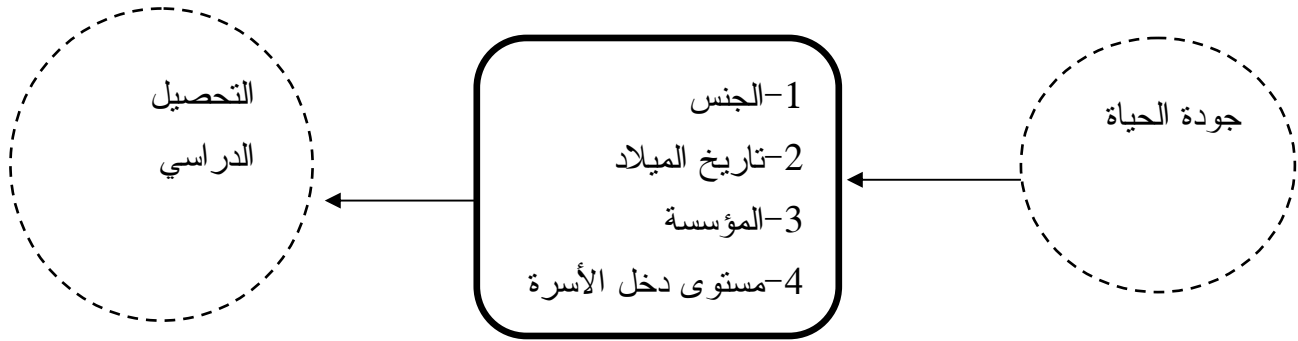 جودة الحياة
1-الجنس
2-تاريخ الميلاد
3-المؤسسة
4-مستوى دخل الأسرة
التحصيل
الدراسي